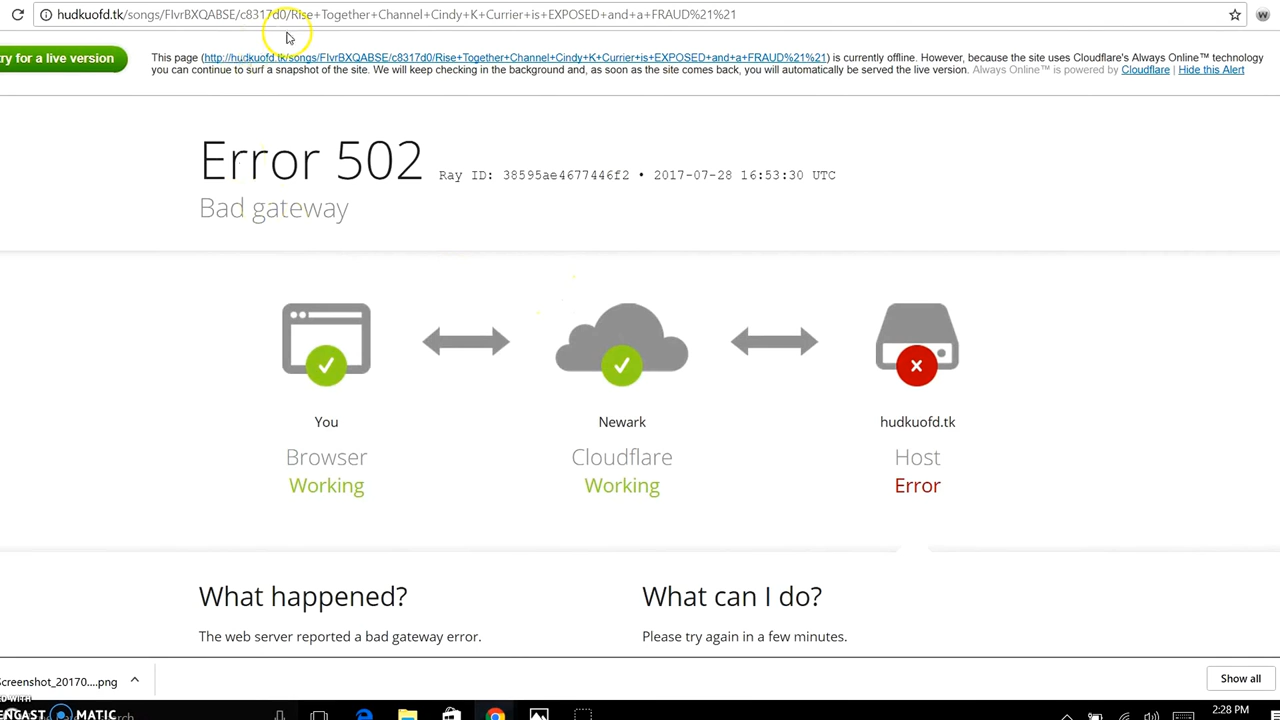 hudkuofd.tk/songs/FIvrBXQABSE/c8317d0/Rise+Together+Channel+Cindy+K+Currier+is+EXPOSED+and+a+FRAUD%21%21
try for a live version
This page (http://hudkuofd.tk/songs/FIvrBXQABSE/c8317d0/Rise+Together+Channel+Cindy+K+Currier+is+EXPOSED+and+a+FRAUD%21%21) is currently offline. However, because the site uses Cloudflare's Always Online™ technology
you can continue to surf a snapshot of the site. We will keep checking in the background and, as soon as the site comes back, you will automatically be served the live version. Always Online™ is powered by Cloudflare | Hide this Alert
Error 502 Ray ID: 38595ae4677446f2 • 2017-07-28 16:53:30 UTC
Bad gateway
You Newark hudkuofd.tk
Browser Cloudflare Host
Working Working Error
What happened? What can I do?
The web server reported a bad gateway error. Please try again in a few minutes.
Screenshot_20170....png Show all
MATIC
2:28 PM